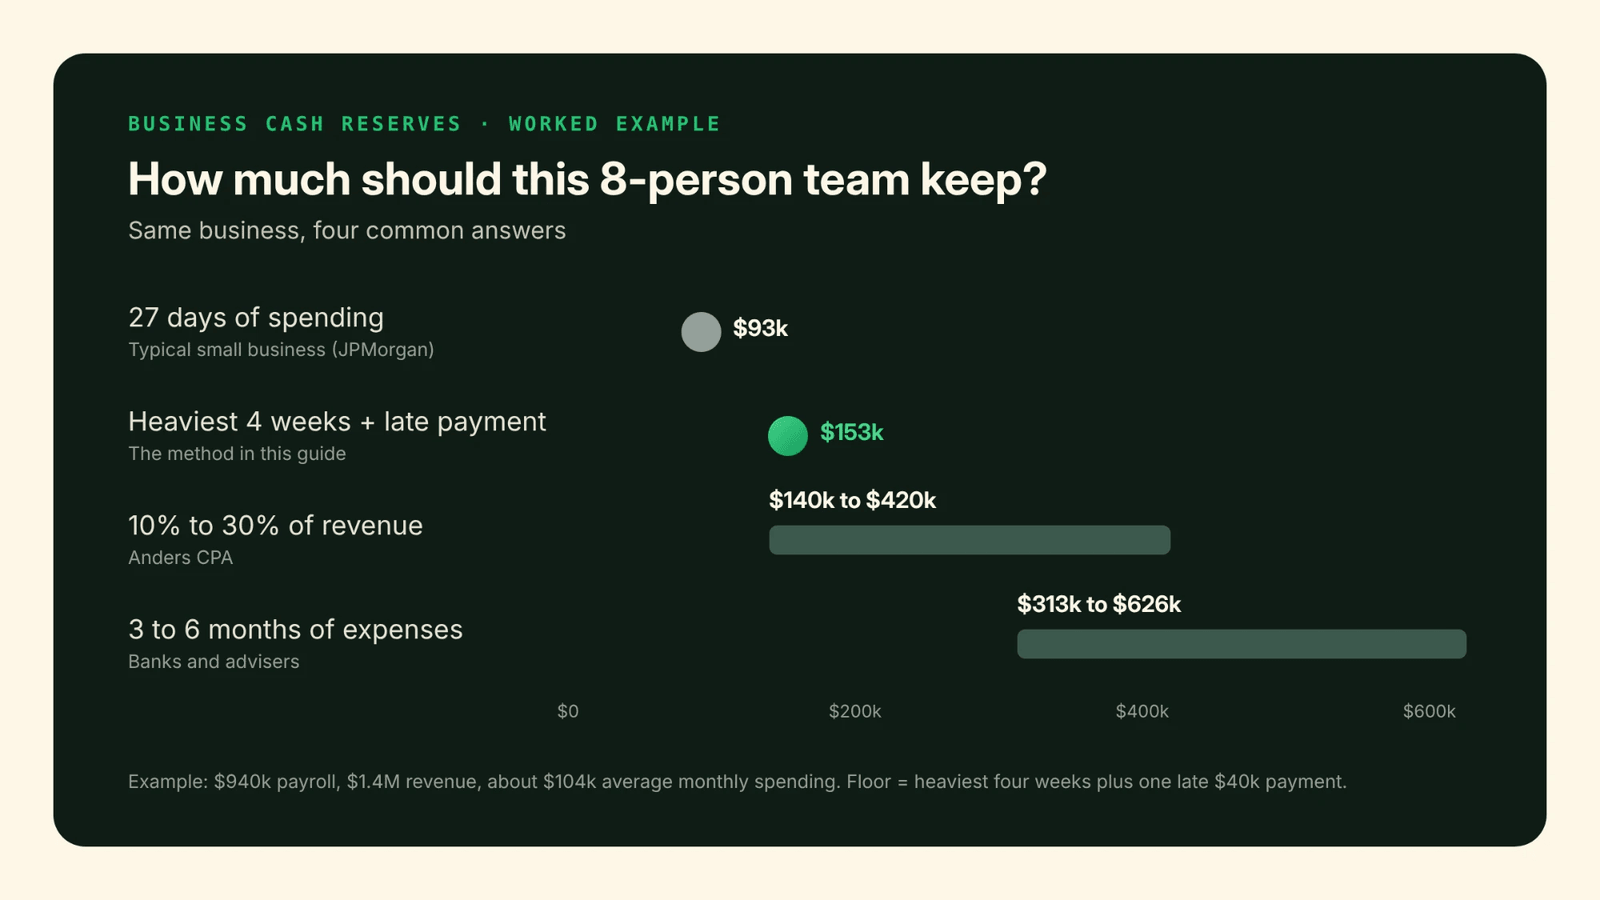 BUSINESS CASH RESERVES · WORKED EXAMPLE
How much should this 8-person team keep?
Same business, four common answers
27 days of spending
Typical small business (JPMorgan)
$93k
Heaviest 4 weeks + late payment
The method in this guide
$153k
10% to 30% of revenue
Anders CPA
$140k to $420k
3 to 6 months of expenses
Banks and advisers
$313k to $626k
$0 $200k $400k $600k
Example: $940k payroll, $1.4M revenue, about $104k average monthly spending. Floor = heaviest four weeks plus one late $40k payment.